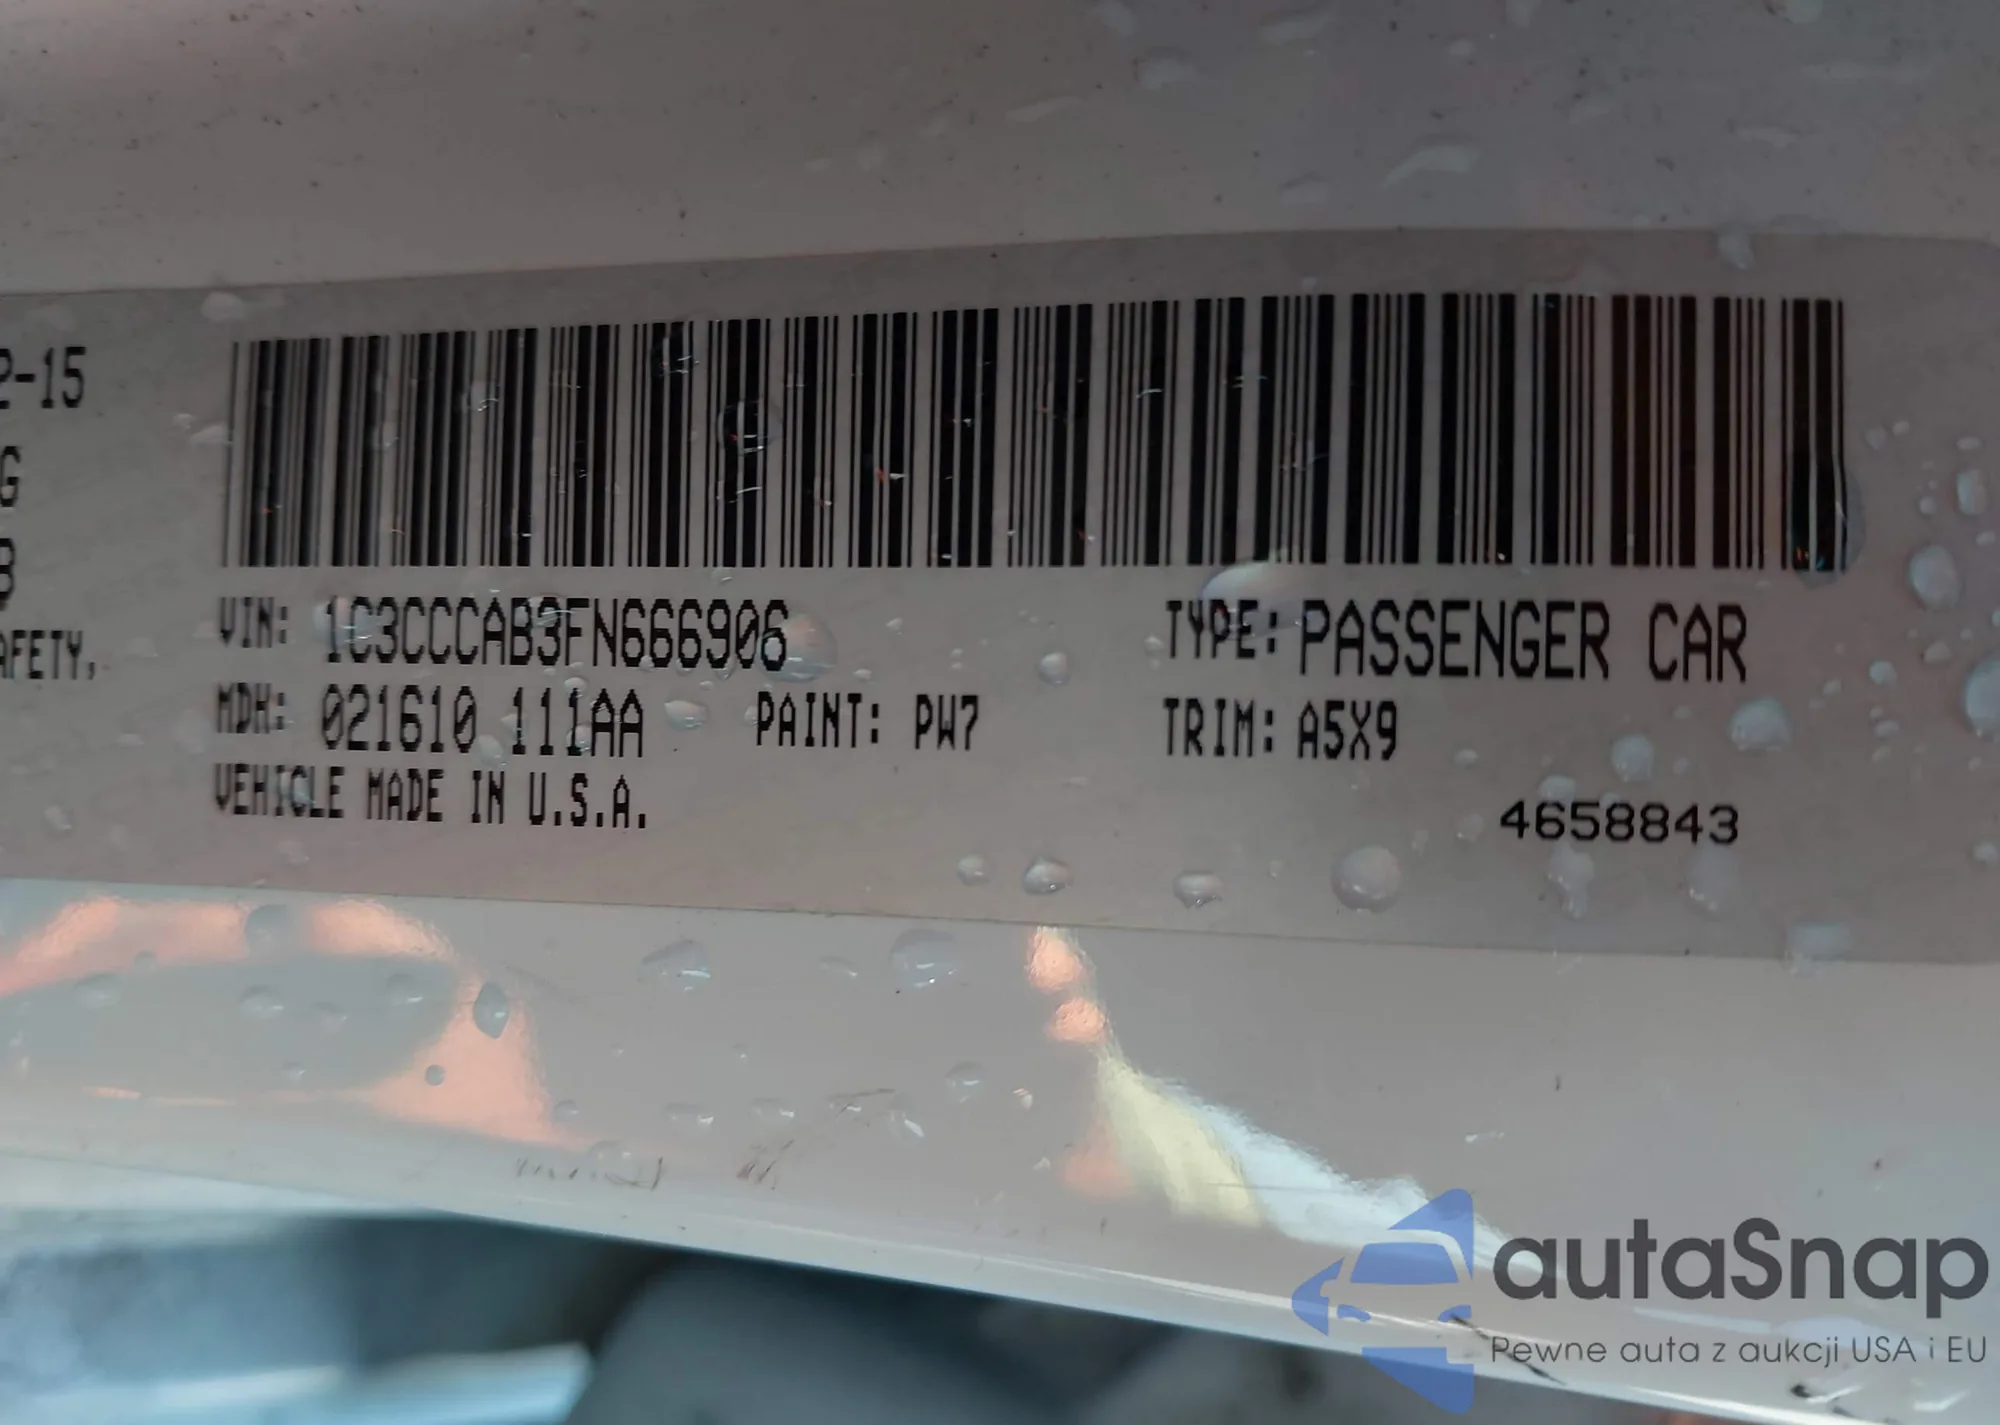 2-15
G
B
AFETY,
VIN: 1C3CCCAB3FN666906
TYPE: PASSENGER CAR
MDH: 021610 111AA
PAINT: PW7
TRIM: A5X9
VEHICLE MADE IN U.S.A.
4658843
autaSnap
Pewne auta z aukcji USA i EU